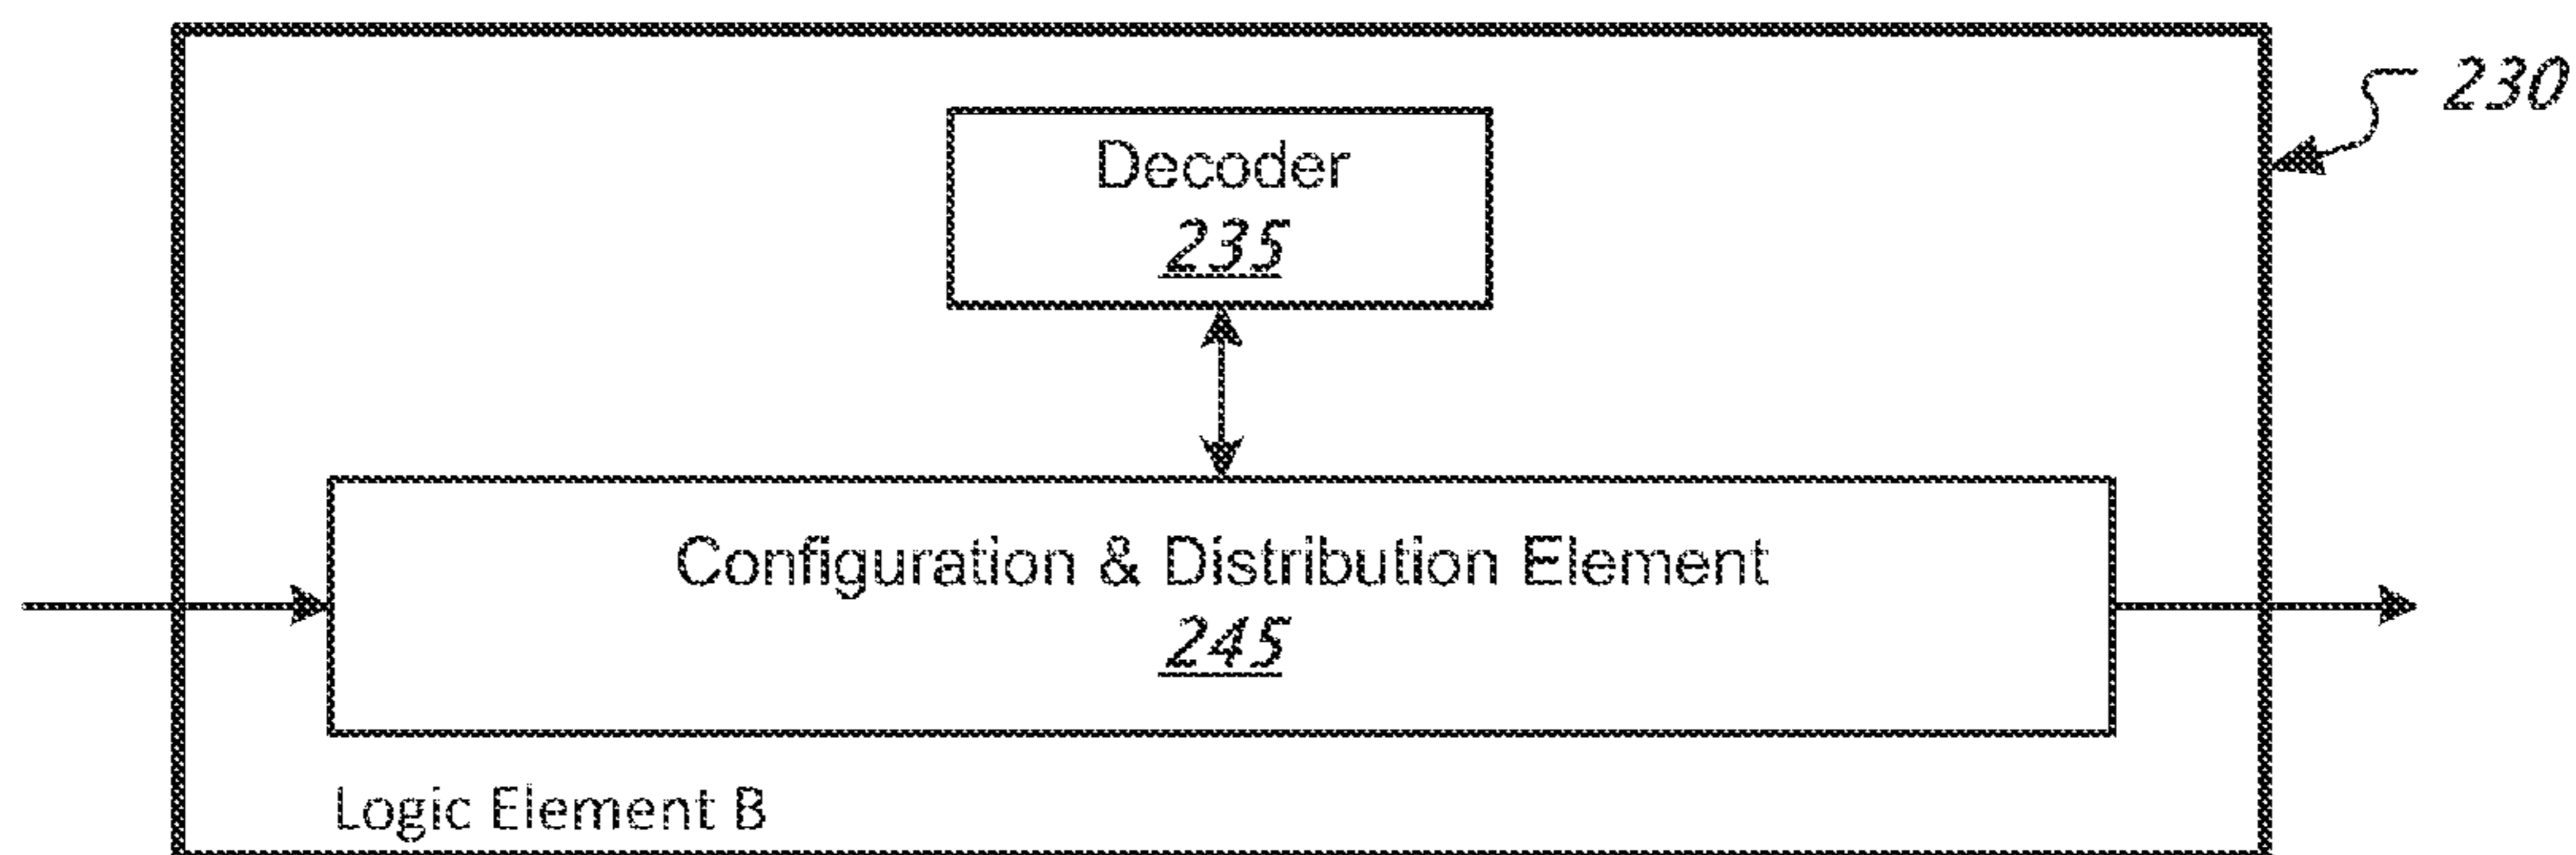 230
Decoder
235
Configuration & Distribution Element
245
Logic Element B